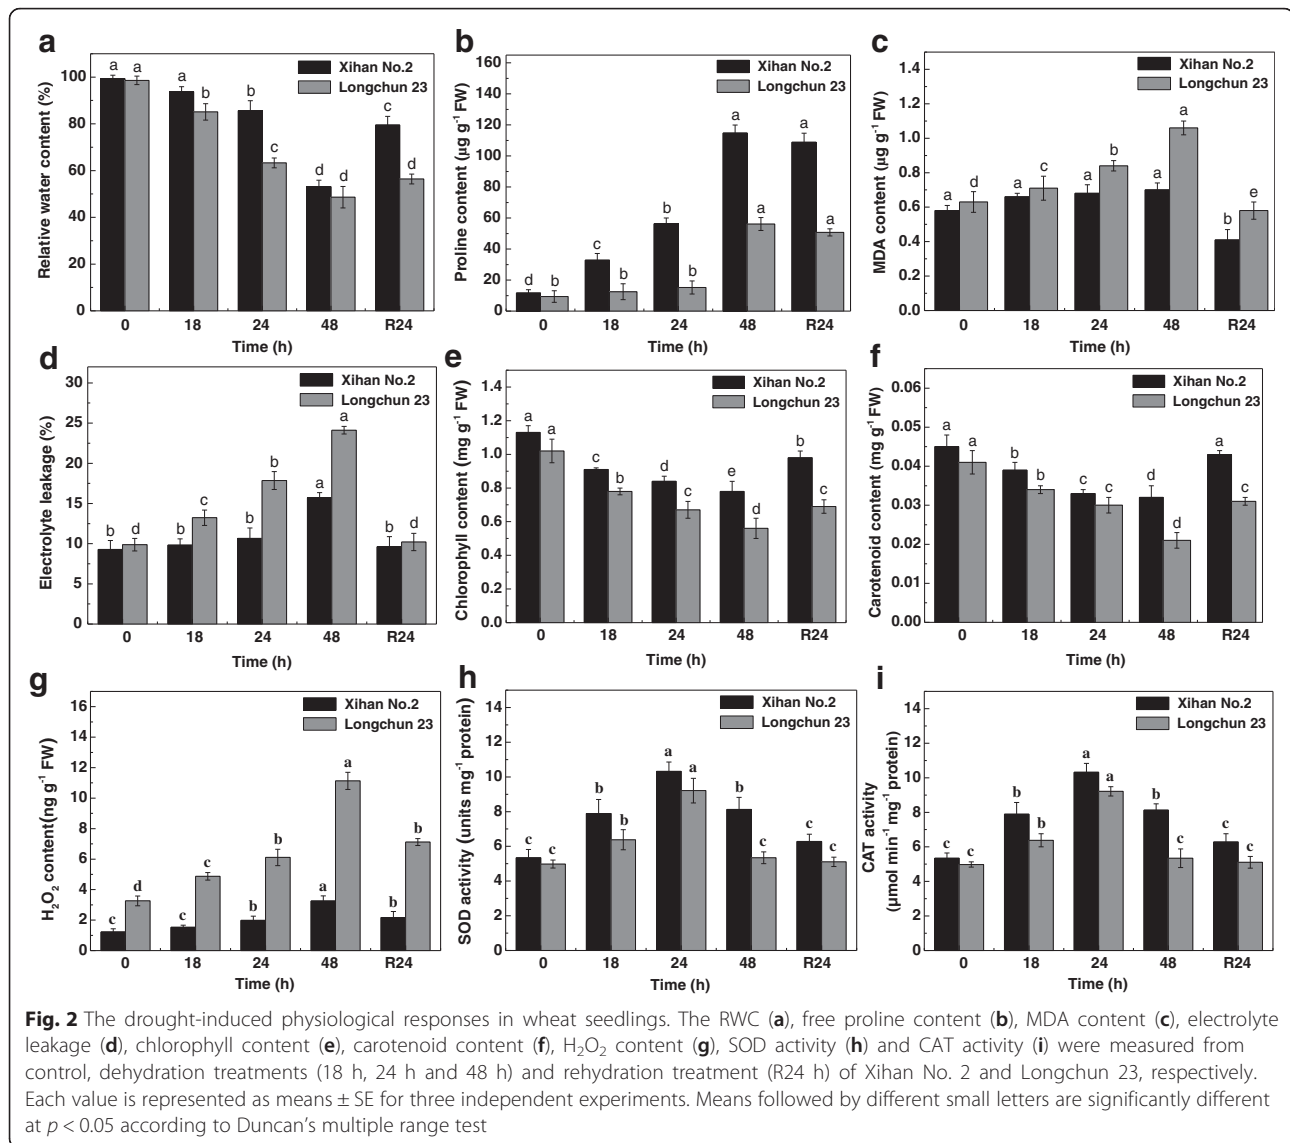 a
Relative water content (%)
100
80
60
40
20
0
Xihan No.2
Longchun 23
a a a b b c d d c d
0 18 24 48 R24
Time (h)
b
Proline content (µg g-1 FW)
160
140
120
100
80
60
40
20
0
Xihan No.2
Longchun 23
d b c b b b a a a a
0 18 24 48 R24
Time (h)
c
MDA content (µg g-1 FW)
1.4
1.2
1.0
0.8
0.6
0.4
0.2
0.0
Xihan No.2
Longchun 23
a d a c a b a a b e
0 18 24 48 R24
Time (h)
d
Electrolyte leakage (%)
30
25
20
15
10
5
0
Xihan No.2
Longchun 23
b d b c b b a a b d
0 18 24 48 R24
Time (h)
e
Chlorophyll content (mg g-1 FW)
1.4
1.2
1.0
0.8
0.6
0.4
0.2
0.0
Xihan No.2
Longchun 23
a a c b d c e d b c
0 18 24 48 R24
Time (h)
f
Carotenoid content (mg g-1 FW)
0.06
0.05
0.04
0.03
0.02
0.01
0.00
Xihan No.2
Longchun 23
a a b b c c c d a c
0 18 24 48 R24
Time (h)
g
H2O2 content(ng g-1 FW)
16
14
12
10
8
6
4
2
0
Xihan No.2
Longchun 23
c d c c b b a a b b
0 18 24 48 R24
Time (h)
h
SOD activity (units mg-1 protein)
14
12
10
8
6
4
2
0
Xihan No.2
Longchun 23
c c b b a a b c c c
0 18 24 48 R24
Time (h)
i
CAT activity
(µmol min-1 mg-1 protein)
14
12
10
8
6
4
2
0
Xihan No.2
Longchun 23
c c b b a a b c c c
0 18 24 48 R24
Time (h)
Fig. 2 The drought-induced physiological responses in wheat seedlings. The RWC (a), free proline content (b), MDA content (c), electrolyte
leakage (d), chlorophyll content (e), carotenoid content (f), H2O2 content (g), SOD activity (h) and CAT activity (i) were measured from
control, dehydration treatments (18 h, 24 h and 48 h) and rehydration treatment (R24 h) of Xihan No. 2 and Longchun 23, respectively.
Each value is represented as means ± SE for three independent experiments. Means followed by different small letters are significantly different
at p < 0.05 according to Duncan's multiple range test